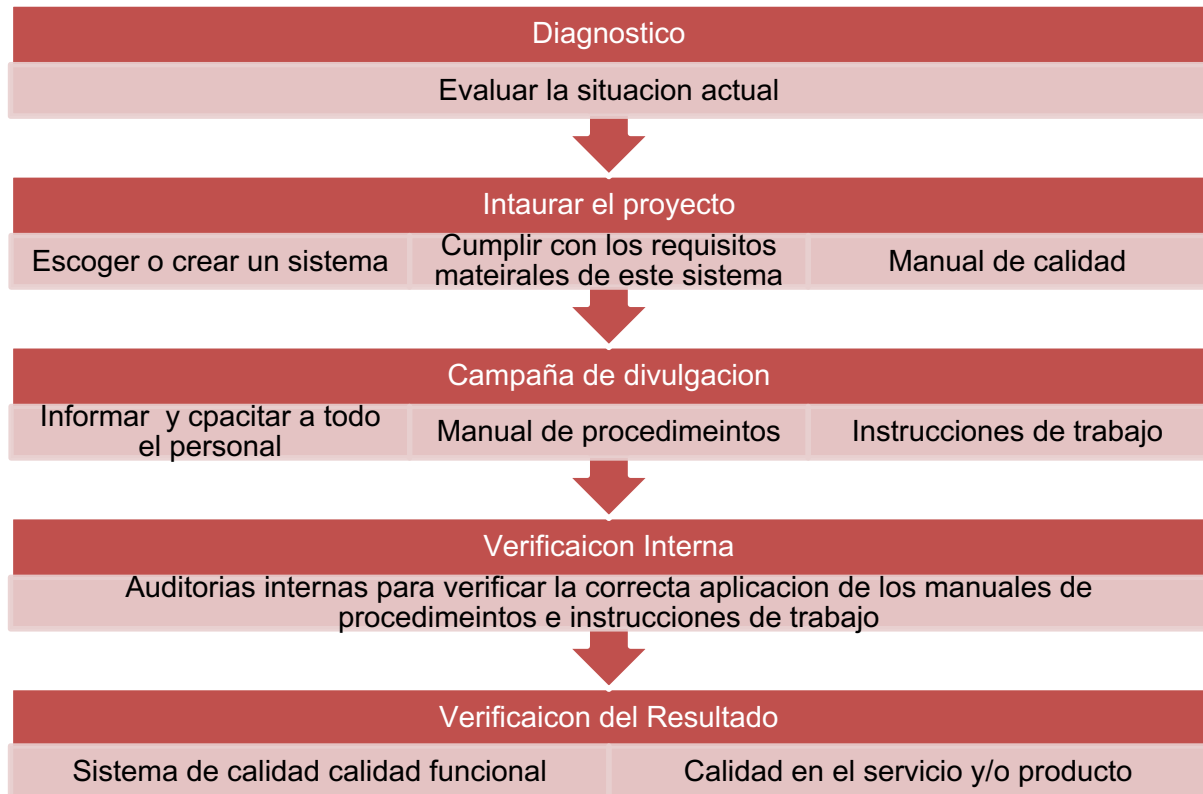 Diagnostico
Evaluar la situacion actual
Intaurar el proyecto
Escoger o crear un sistema
Cumplir con los requisitos
mateirales de este sistema
Manual de calidad
Campaña de divulgacion
Informar  y cpacitar a todo
el personal
Manual de procedimeintos
Instrucciones de trabajo
Verificaicon Interna
Auditorias internas para verificar la correcta aplicacion de los manuales de
procedimeintos e instrucciones de trabajo
Verificaicon del Resultado
Sistema de calidad calidad funcional
Calidad en el servicio y/o producto